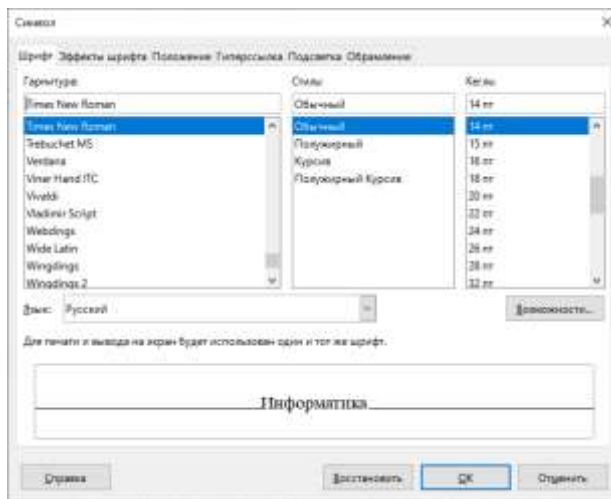 Символ
Шрифт Эффекты шрифта Положение Гиперссылка Подсветка Обрамление
Гарнитура: Стиль: Кегль:
Times New Roman Обычный 14 пт
Times New Roman Обычный 14 пт
Trebuchet MS Полужирный 15 пт
Verdana Курсив 16 пт
Viner Hand ITC Полужирный Курсив 18 пт
Vivaldi 20 пт
Vladimir Script 22 пт
Webdings 24 пт
Wide Latin 26 пт
Wingdings 28 пт
Wingdings 2 32 пт
Язык: Русский Возможности...
Для печати и вывода на экран будет использован один и тот же шрифт.
Информатика
Справка Восстановить ОК Отменить